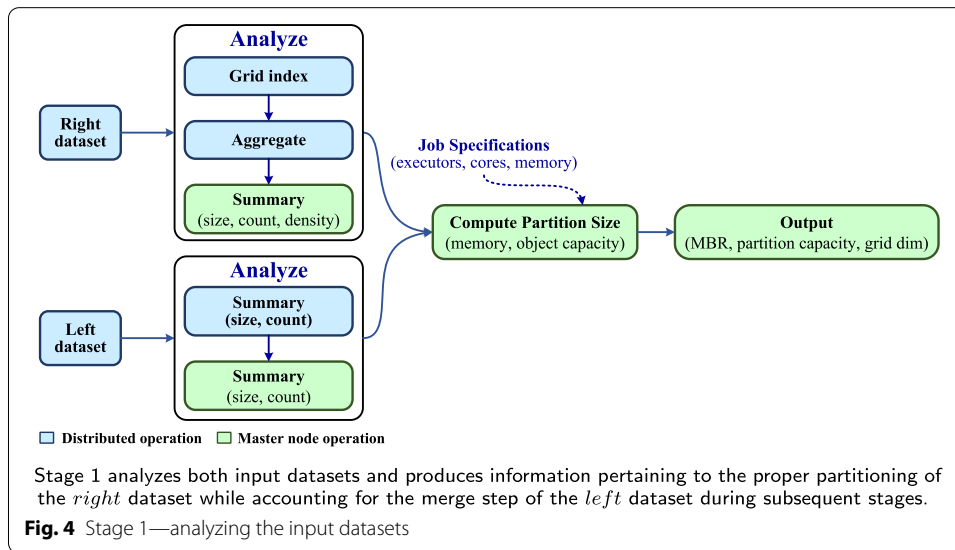 Analyze
Grid index
Right
dataset
Aggregate
Summary
(size, count, density)
Job Specifications
(executors, cores, memory)
Compute Partition Size
(memory, object capacity)
Output
(MBR, partition capacity, grid dim)
Analyze
Summary
(size, count)
Left
dataset
Summary
(size, count)
Distributed operation
Master node operation
Stage 1 analyzes both input datasets and produces information pertaining to the proper partitioning of
the right dataset while accounting for the merge step of the left dataset during subsequent stages.
Fig. 4 Stage 1—analyzing the input datasets